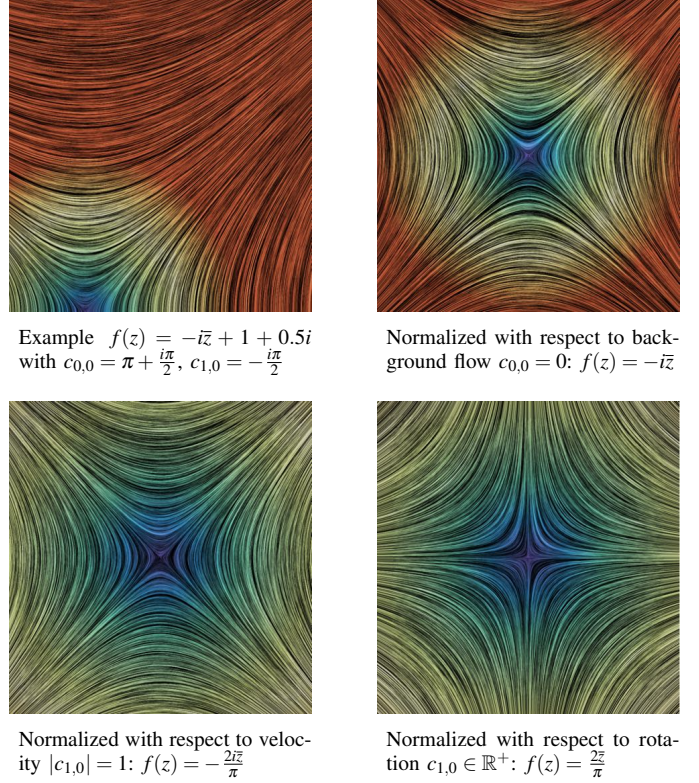 Example f(z) = −iz̅ + 1 + 0.5i
with c₀,₀ = π + iπ/2, c₁,₀ = −iπ/2
Normalized with respect to back-
ground flow c₀,₀ = 0: f(z) = −iz̅
Normalized with respect to veloc-
ity |c₁,₀| = 1: f(z) = −2iz̅/π
Normalized with respect to rota-
tion c₁,₀ ∈ ℝ⁺: f(z) = 2z̅/π